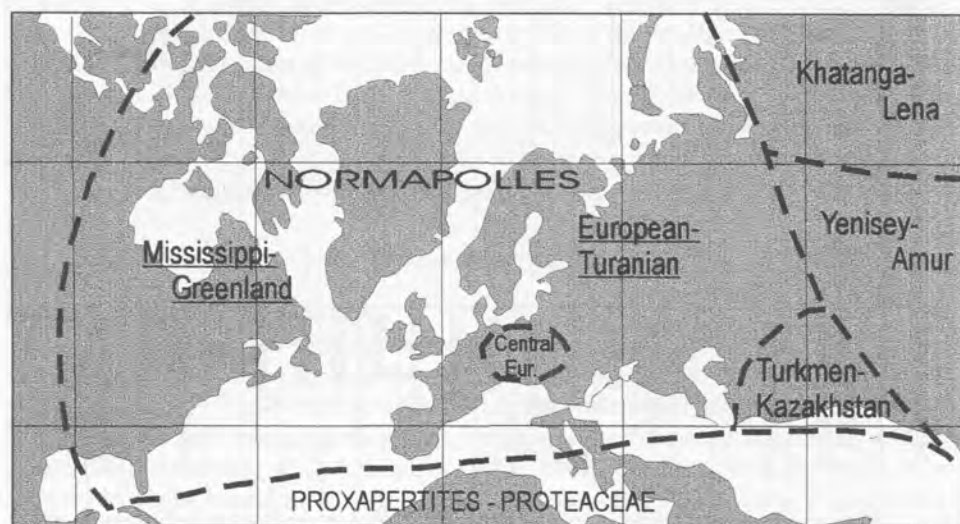 Khatanga-
Lena
NORMAPOLLES
Mississippi-
Greenland
European-
Turanian
Yenisey-
Amur
Central
Eur.
Turkmen-
Kazakhstan
PROXAPERTITES - PROTEACEAE